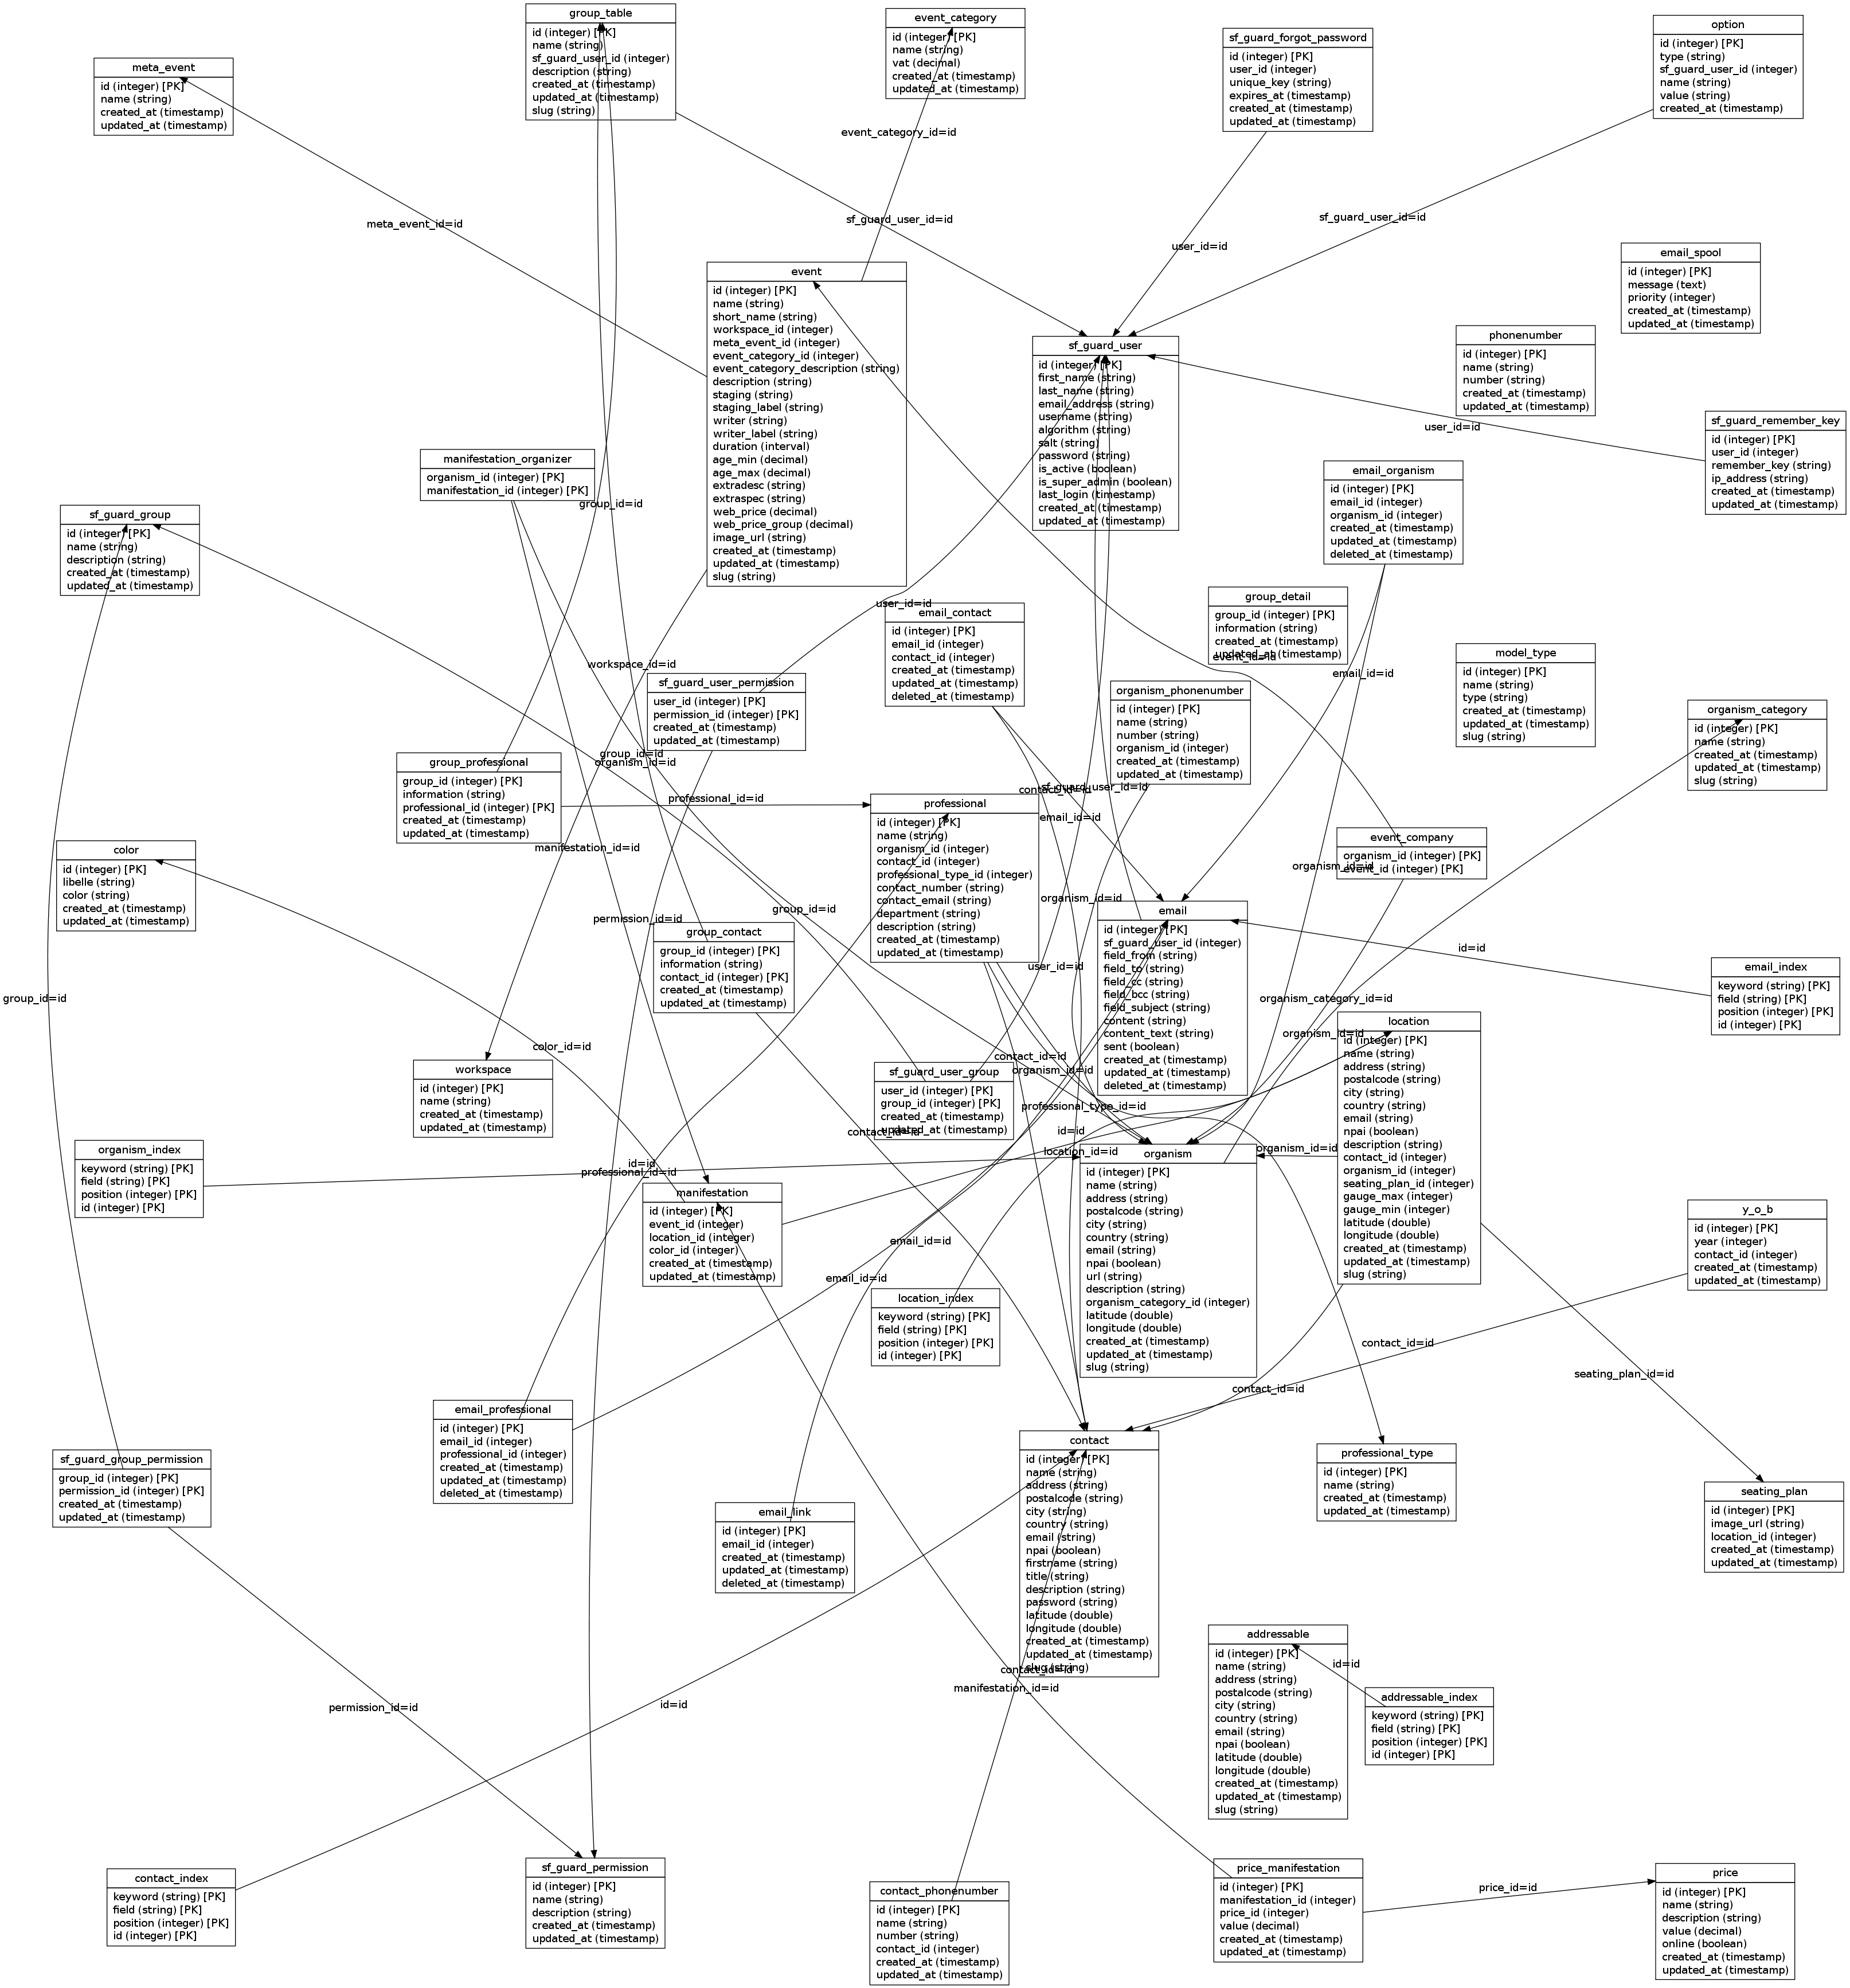 group_table
id (integer) [PK]
name (string)
sf_guard_user_id (integer)
description (string)
created_at (timestamp)
updated_at (timestamp)
slug (string)
event_category
id (integer) [PK]
name (string)
vat (decimal)
created_at (timestamp)
updated_at (timestamp)
sf_guard_forgot_password
id (integer) [PK]
user_id (integer)
unique_key (string)
expires_at (timestamp)
created_at (timestamp)
updated_at (timestamp)
option
id (integer) [PK]
type (string)
sf_guard_user_id (integer)
name (string)
value (string)
created_at (timestamp)
meta_event
id (integer) [PK]
name (string)
created_at (timestamp)
updated_at (timestamp)
event_category_id=id
meta_event_id=id
sf_guard_user_id=id
user_id=id
sf_guard_user_id=id
email_spool
id (integer) [PK]
message (text)
priority (integer)
created_at (timestamp)
updated_at (timestamp)
event
id (integer) [PK]
name (string)
short_name (string)
workspace_id (integer)
meta_event_id (integer)
event_category_id (integer)
event_category_description (string)
description (string)
staging (string)
staging_label (string)
writer (string)
writer_label (string)
duration (interval)
age_min (decimal)
age_max (decimal)
extradesc (string)
extraspec (string)
web_price (decimal)
web_price_group (decimal)
image_url (string)
created_at (timestamp)
updated_at (timestamp)
slug (string)
sf_guard_user
id (integer) [PK]
first_name (string)
last_name (string)
email_address (string)
username (string)
algorithm (string)
salt (string)
password (string)
is_active (boolean)
is_super_admin (boolean)
last_login (timestamp)
created_at (timestamp)
updated_at (timestamp)
phonenumber
id (integer) [PK]
name (string)
number (string)
created_at (timestamp)
updated_at (timestamp)
sf_guard_remember_key
id (integer) [PK]
user_id (integer)
remember_key (string)
ip_address (string)
created_at (timestamp)
updated_at (timestamp)
user_id=id
manifestation_organizer
organism_id (integer) [PK]
manifestation_id (integer) [PK]
email_organism
id (integer) [PK]
email_id (integer)
organism_id (integer)
created_at (timestamp)
updated_at (timestamp)
deleted_at (timestamp)
group_id=id
sf_guard_group
id (integer) [PK]
name (string)
description (string)
created_at (timestamp)
updated_at (timestamp)
group_detail
group_id (integer) [PK]
information (string)
created_at (timestamp)
updated_at (timestamp)
event_id=id
user_id=id
email_contact
id (integer) [PK]
email_id (integer)
contact_id (integer)
created_at (timestamp)
updated_at (timestamp)
deleted_at (timestamp)
model_type
id (integer) [PK]
name (string)
type (string)
created_at (timestamp)
updated_at (timestamp)
slug (string)
workspace_id=id
sf_guard_user_permission
user_id (integer) [PK]
permission_id (integer) [PK]
created_at (timestamp)
updated_at (timestamp)
email_id=id
organism_phonenumber
id (integer) [PK]
name (string)
number (string)
organism_id (integer)
created_at (timestamp)
updated_at (timestamp)
organism_category
id (integer) [PK]
name (string)
created_at (timestamp)
updated_at (timestamp)
slug (string)
group_id=id
organism_id=id
group_professional
group_id (integer) [PK]
information (string)
professional_id (integer) [PK]
created_at (timestamp)
updated_at (timestamp)
professional_id=id
contact_id=id
sf_guard_user_id=id
email_id=id
professional
id (integer) [PK]
name (string)
organism_id (integer)
contact_id (integer)
professional_type_id (integer)
contact_number (string)
contact_email (string)
department (string)
description (string)
created_at (timestamp)
updated_at (timestamp)
event_company
organism_id (integer) [PK]
event_id (integer) [PK]
organism_id=id
color
id (integer) [PK]
libelle (string)
color (string)
created_at (timestamp)
updated_at (timestamp)
manifestation_id=id
organism_id=id
group_id=id
permission_id=id
email
id (integer) [PK]
sf_guard_user_id (integer)
field_from (string)
field_to (string)
field_cc (string)
field_bcc (string)
field_subject (string)
content (string)
content_text (string)
sent (boolean)
created_at (timestamp)
updated_at (timestamp)
deleted_at (timestamp)
group_contact
group_id (integer) [PK]
information (string)
contact_id (integer) [PK]
created_at (timestamp)
updated_at (timestamp)
id=id
email_index
keyword (string) [PK]
field (string) [PK]
position (integer) [PK]
id (integer) [PK]
user_id=id
group_id=id
organism_category_id=id
location
id (integer) [PK]
name (string)
address (string)
postalcode (string)
city (string)
country (string)
email (string)
npai (boolean)
description (string)
contact_id (integer)
organism_id (integer)
seating_plan_id (integer)
gauge_max (integer)
gauge_min (integer)
latitude (double)
longitude (double)
created_at (timestamp)
updated_at (timestamp)
slug (string)
organism_id=id
color_id=id
contact_id=id
organism_id=id
workspace
id (integer) [PK]
name (string)
created_at (timestamp)
updated_at (timestamp)
sf_guard_user_group
user_id (integer) [PK]
group_id (integer) [PK]
created_at (timestamp)
updated_at (timestamp)
professional_type_id=id
contact_id=id
id=id
organism_index
keyword (string) [PK]
field (string) [PK]
position (integer) [PK]
id (integer) [PK]
id=id
professional_id=id
location_id=id
organism_id=id
organism
id (integer) [PK]
name (string)
address (string)
postalcode (string)
city (string)
country (string)
email (string)
npai (boolean)
url (string)
description (string)
organism_category_id (integer)
latitude (double)
longitude (double)
created_at (timestamp)
updated_at (timestamp)
slug (string)
manifestation
id (integer) [PK]
event_id (integer)
location_id (integer)
color_id (integer)
created_at (timestamp)
updated_at (timestamp)
y_o_b
id (integer) [PK]
year (integer)
contact_id (integer)
created_at (timestamp)
updated_at (timestamp)
email_id=id
email_id=id
location_index
keyword (string) [PK]
field (string) [PK]
position (integer) [PK]
id (integer) [PK]
contact_id=id
seating_plan_id=id
contact_id=id
email_professional
id (integer) [PK]
email_id (integer)
professional_id (integer)
created_at (timestamp)
updated_at (timestamp)
deleted_at (timestamp)
sf_guard_group_permission
group_id (integer) [PK]
permission_id (integer) [PK]
created_at (timestamp)
updated_at (timestamp)
contact
id (integer) [PK]
name (string)
address (string)
postalcode (string)
city (string)
country (string)
email (string)
npai (boolean)
firstname (string)
title (string)
description (string)
password (string)
latitude (double)
longitude (double)
created_at (timestamp)
updated_at (timestamp)
slug (string)
professional_type
id (integer) [PK]
name (string)
created_at (timestamp)
updated_at (timestamp)
seating_plan
id (integer) [PK]
image_url (string)
location_id (integer)
created_at (timestamp)
updated_at (timestamp)
email_link
id (integer) [PK]
email_id (integer)
created_at (timestamp)
updated_at (timestamp)
deleted_at (timestamp)
addressable
id (integer) [PK]
name (string)
address (string)
postalcode (string)
city (string)
country (string)
email (string)
npai (boolean)
latitude (double)
longitude (double)
created_at (timestamp)
updated_at (timestamp)
slug (string)
id=id
contact_id=id
manifestation_id=id
addressable_index
keyword (string) [PK]
field (string) [PK]
position (integer) [PK]
id (integer) [PK]
permission_id=id
id=id
contact_index
keyword (string) [PK]
field (string) [PK]
position (integer) [PK]
id (integer) [PK]
sf_guard_permission
id (integer) [PK]
name (string)
description (string)
created_at (timestamp)
updated_at (timestamp)
contact_phonenumber
id (integer) [PK]
name (string)
number (string)
contact_id (integer)
created_at (timestamp)
updated_at (timestamp)
price_manifestation
id (integer) [PK]
manifestation_id (integer)
price_id (integer)
value (decimal)
created_at (timestamp)
updated_at (timestamp)
price_id=id
price
id (integer) [PK]
name (string)
description (string)
value (decimal)
online (boolean)
created_at (timestamp)
updated_at (timestamp)